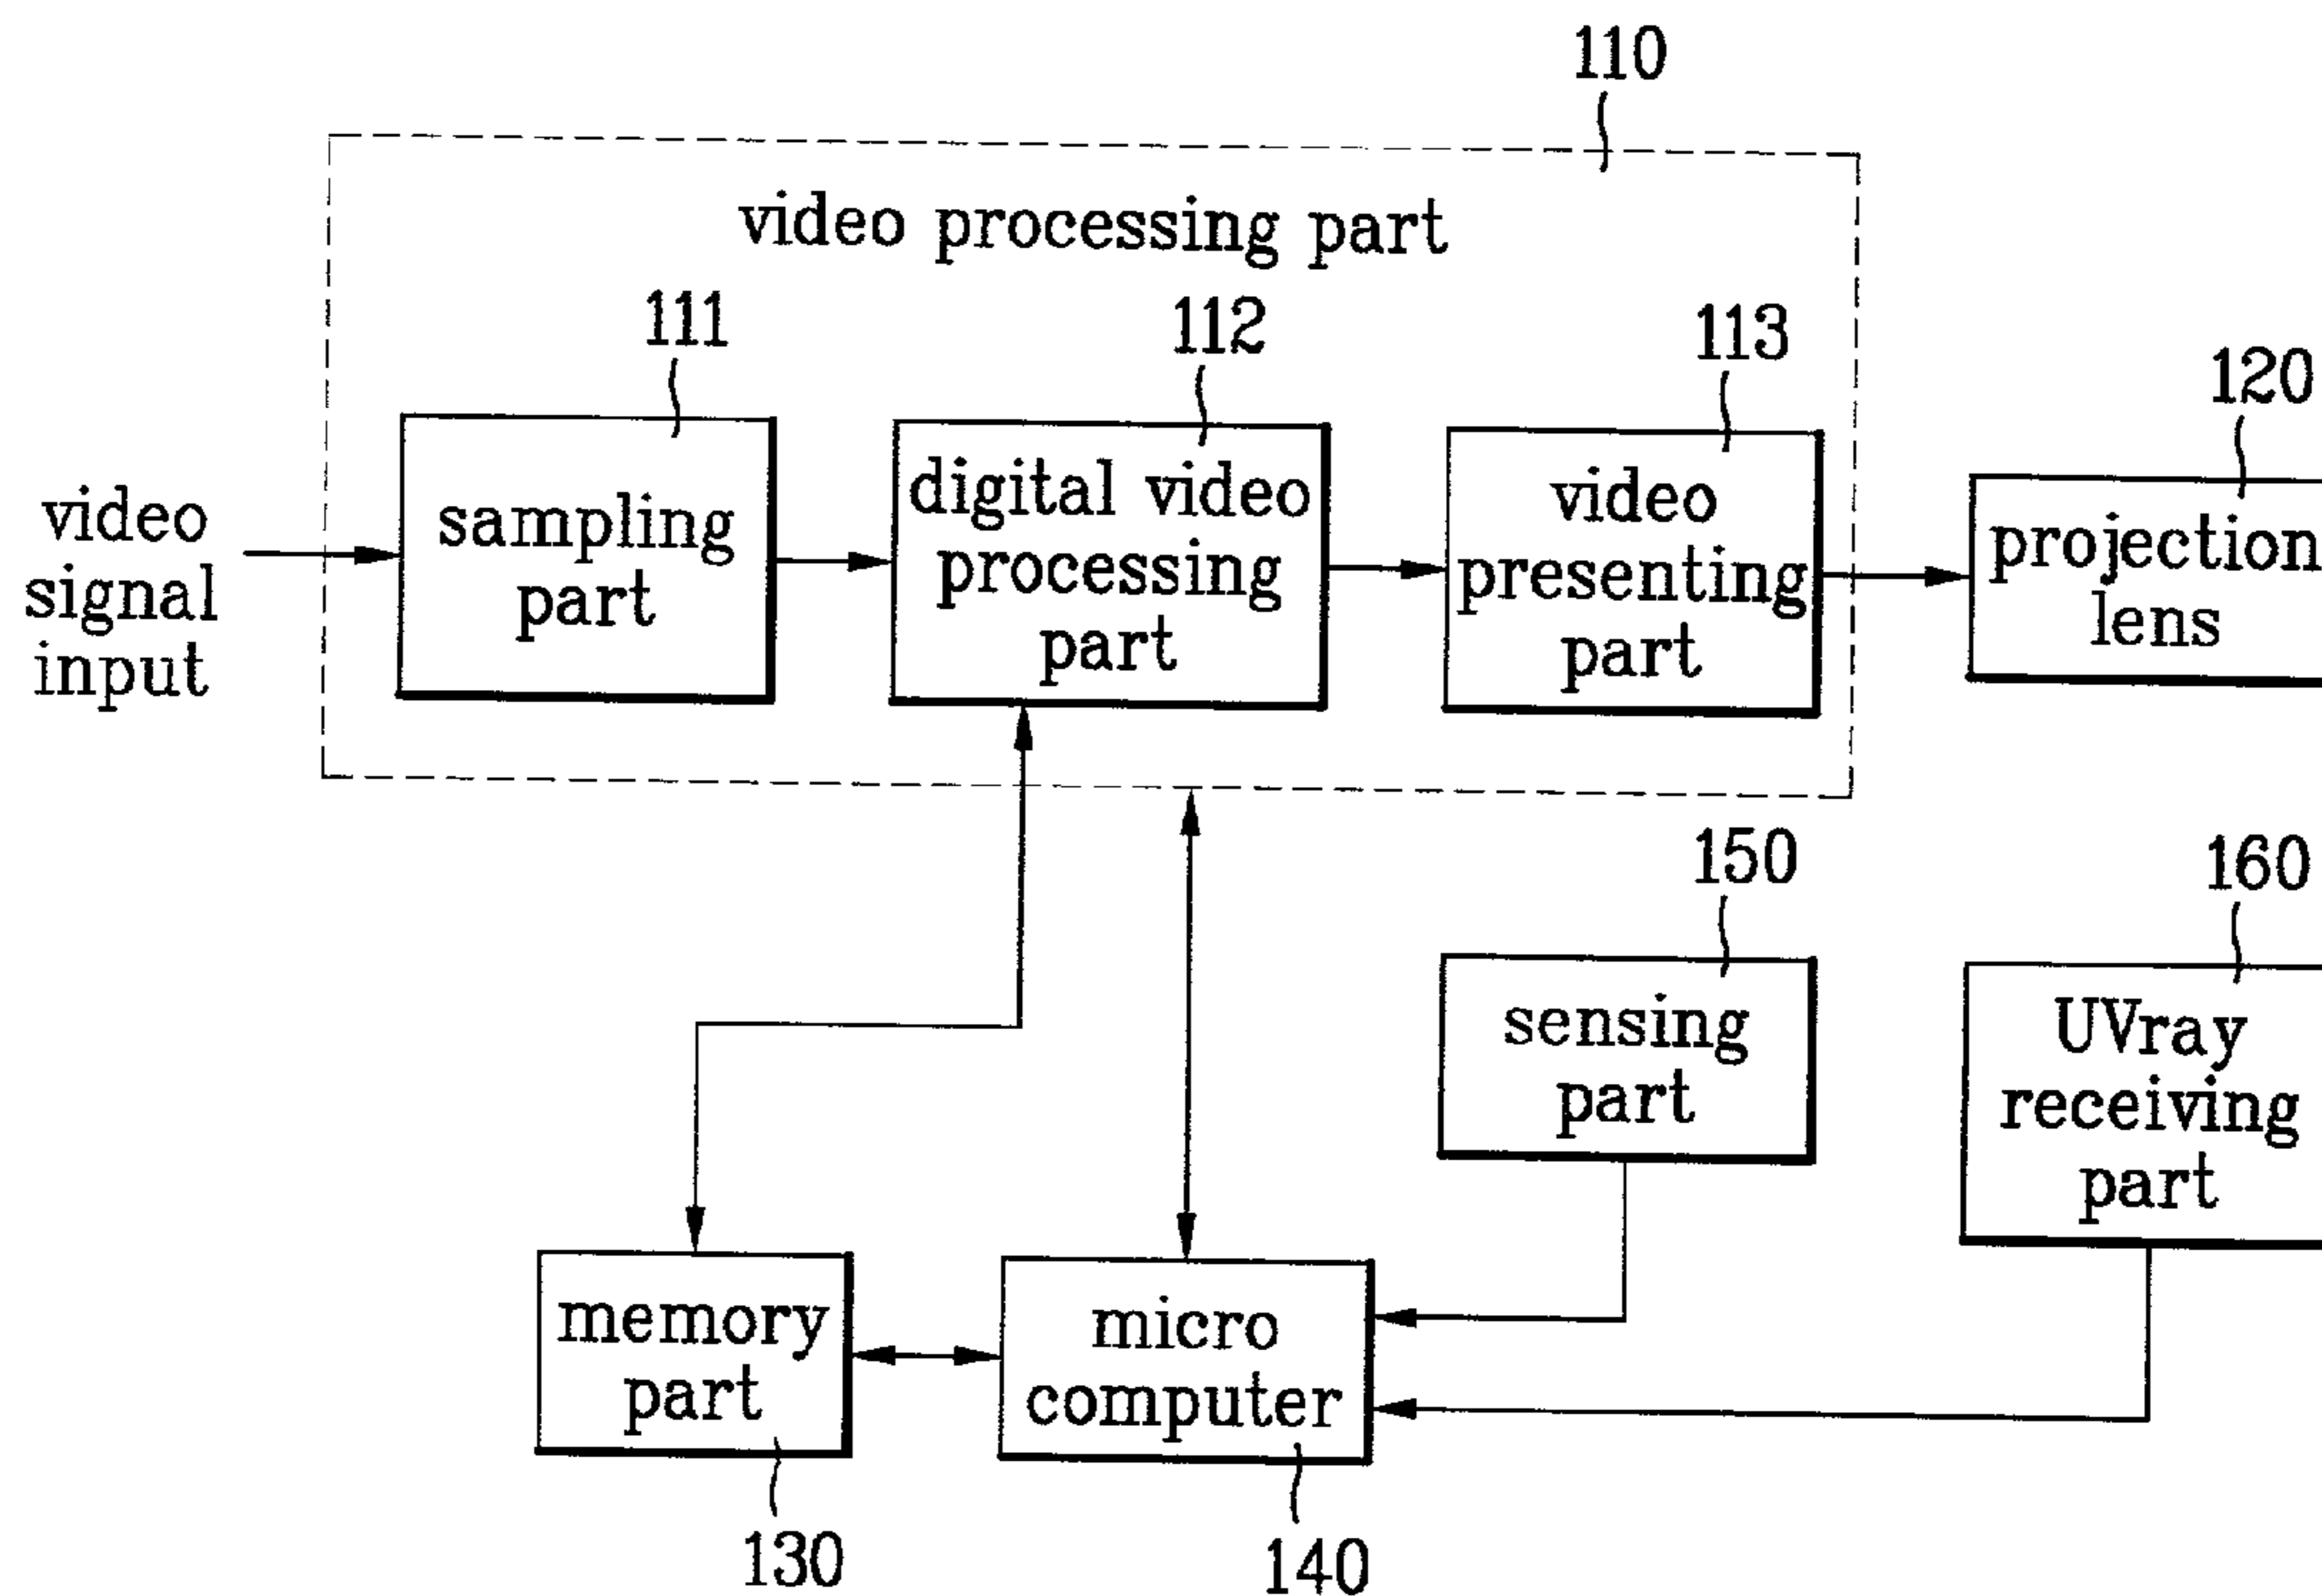 110
video processing part
111
112
113
120
video
signal
input
sampling
part
digital video
processing
part
video
presenting
part
projection
lens
150
160
sensing
part
UVray
receiving
part
memory
part
micro
computer
130
140